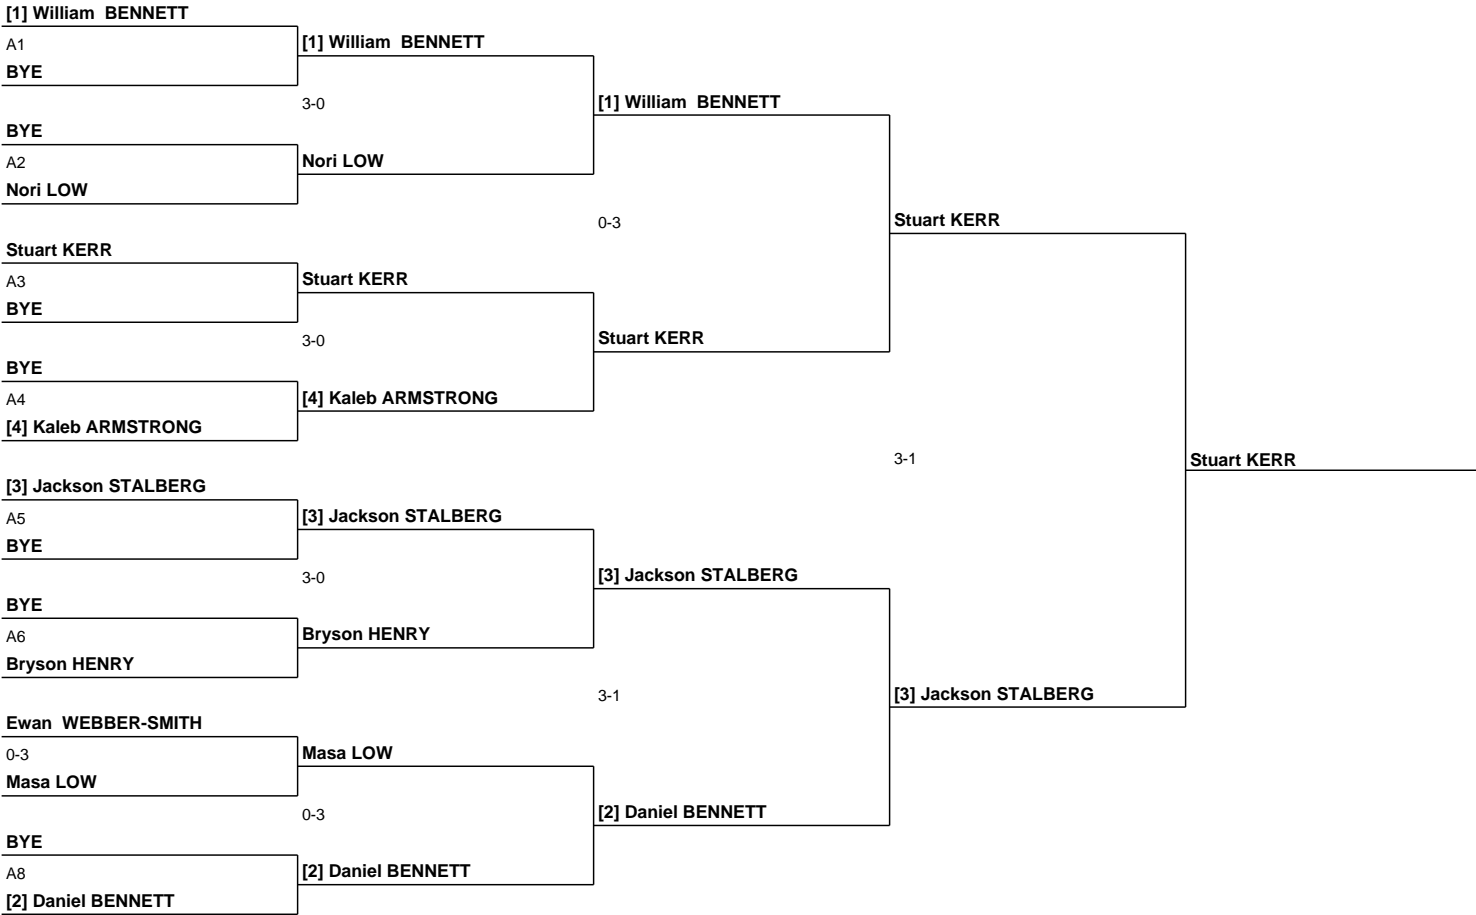 [1] William  BENNETT
A1
BYE
[1] William  BENNETT
3-0
BYE
A2
Nori LOW
Nori LOW
[1] William  BENNETT
0-3
Stuart KERR
A3
BYE
Stuart KERR
3-0
BYE
A4
[4] Kaleb ARMSTRONG
[4] Kaleb ARMSTRONG
Stuart KERR
Stuart KERR
3-1
Stuart KERR
[3] Jackson STALBERG
A5
BYE
[3] Jackson STALBERG
3-0
BYE
A6
Bryson HENRY
Bryson HENRY
[3] Jackson STALBERG
3-1
Ewan  WEBBER-SMITH
0-3
Masa LOW
Masa LOW
0-3
BYE
A8
[2] Daniel BENNETT
[2] Daniel BENNETT
[2] Daniel BENNETT
[3] Jackson STALBERG